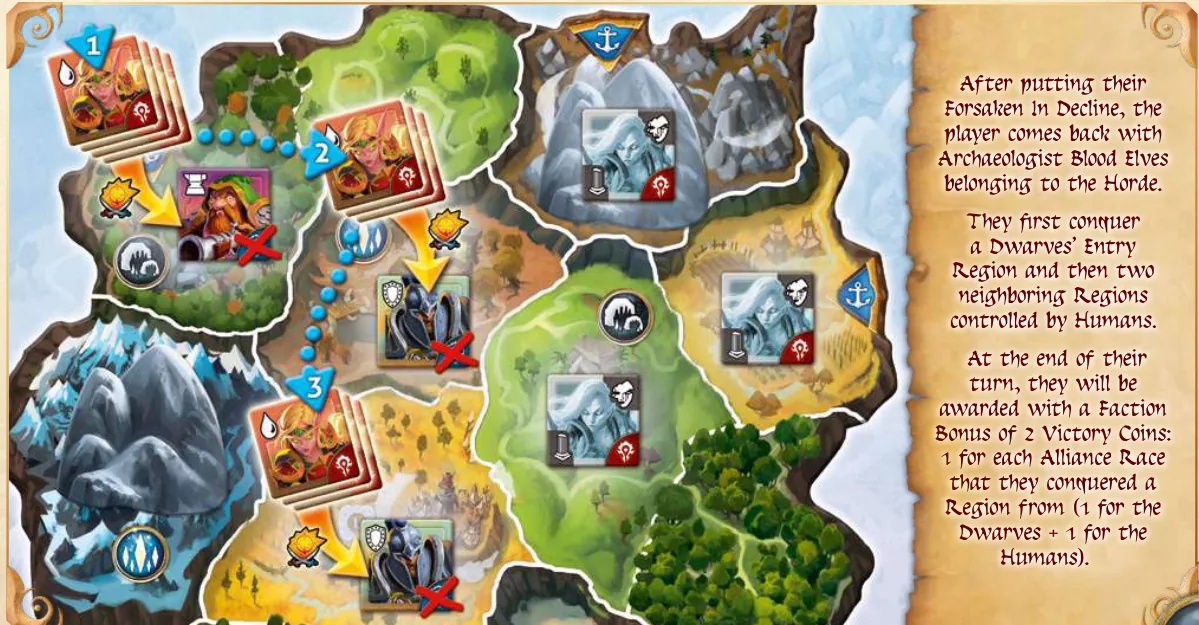 1
2
3
After putting their
Forsaken In Decline, the
player comes back with
Archaeologist Blood Elves
belonging to the Horde.
They first conquer
a Dwarves' Entry
Region and then two
neighboring Regions
controlled by Humans.
At the end of their
turn, they will be
awarded with a Faction
Bonus of 2 Victory Coins:
1 for each Alliance Race
that they conquered a
Region from (1 for the
Dwarves + 1 for the
Humans).